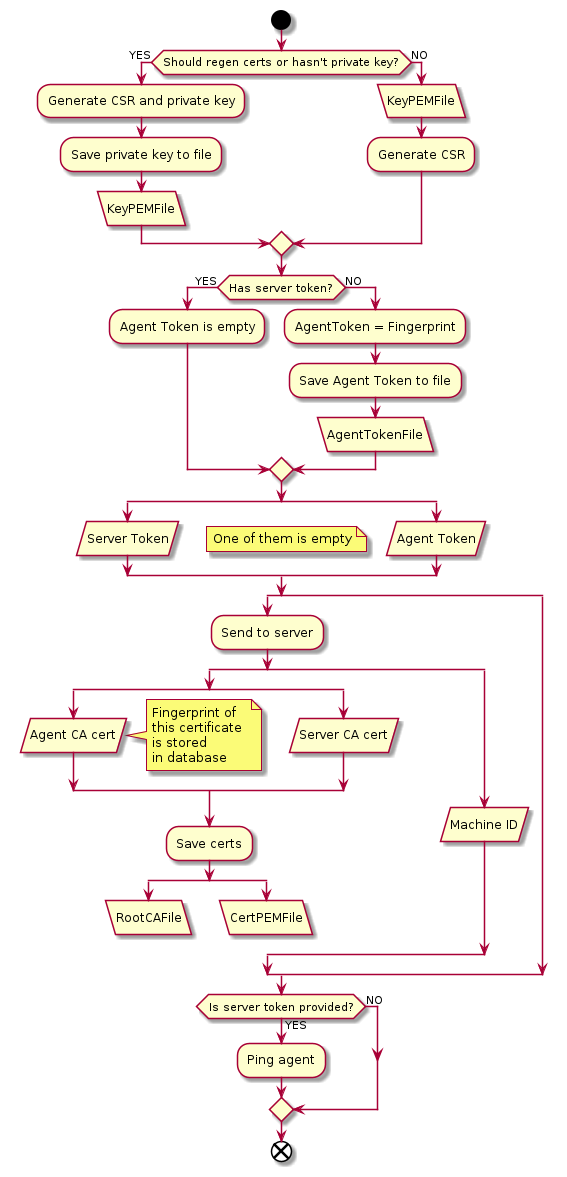 Should regen certs or hasn't private key?
YES
NO
Generate CSR and private key
KeyPEMFile
Save private key to file
Generate CSR
KeyPEMFile
Has server token?
YES
NO
Agent Token is empty
AgentToken = Fingerprint
Save Agent Token to file
AgentTokenFile
Server Token
One of them is empty
Agent Token
Send to server
Agent CA cert
Fingerprint of
this certificate
is stored
in database
Server CA cert
Machine ID
Save certs
RootCAFile
CertPEMFile
Is server token provided?
NO
YES
Ping agent